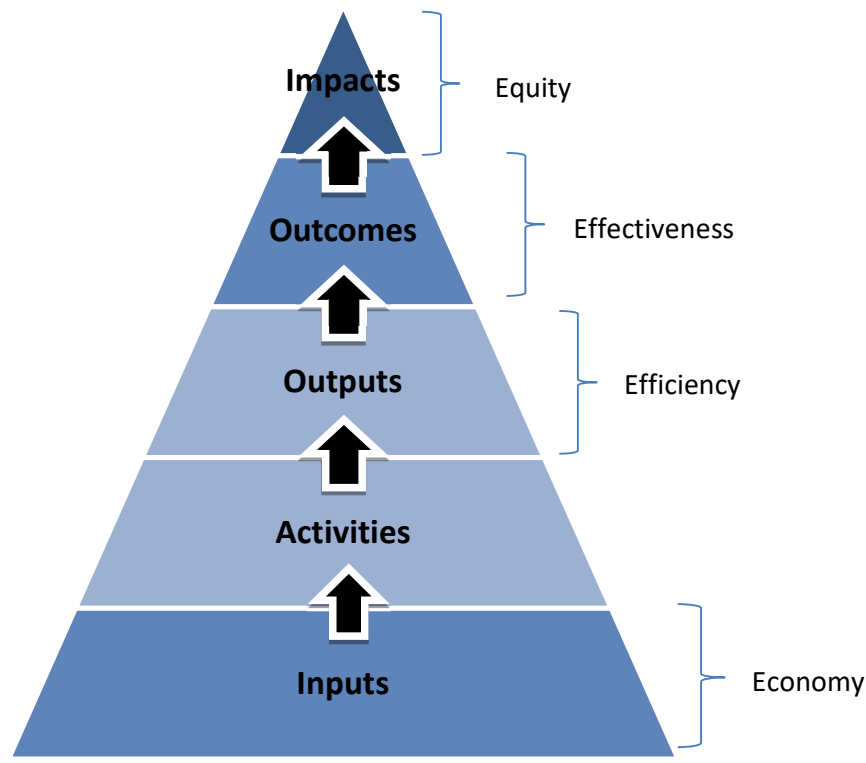 Impacts
Equity
Outcomes
Effectiveness
Outputs
Efficiency
Activities
Inputs
Economy